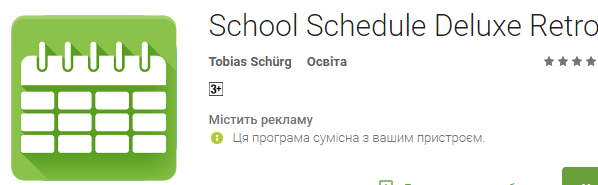 School Schedule Deluxe Retro
Tobias Schürg Освіта
3+
Містить рекламу
Ця програма сумісна з вашим пристроєм.